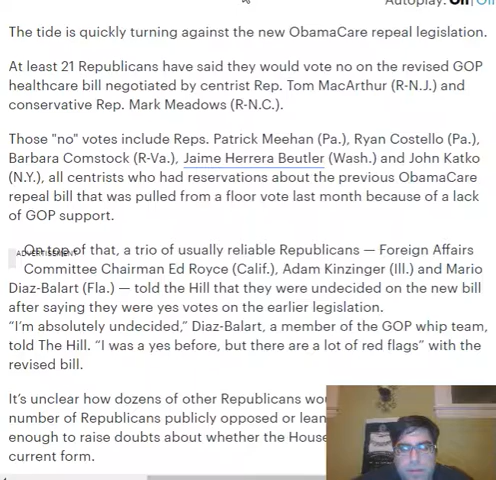 Autoplay: On | Off
The tide is quickly turning against the new ObamaCare repeal legislation.
At least 21 Republicans have said they would vote no on the revised GOP
healthcare bill negotiated by centrist Rep. Tom MacArthur (R-N.J.) and
conservative Rep. Mark Meadows (R-N.C.).
Those "no" votes include Reps. Patrick Meehan (Pa.), Ryan Costello (Pa.),
Barbara Comstock (R-Va.), Jaime Herrera Beutler (Wash.) and John Katko
(N.Y.), all centrists who had reservations about the previous ObamaCare
repeal bill that was pulled from a floor vote last month because of a lack
of GOP support.
ADVERTISEMENT
On top of that, a trio of usually reliable Republicans — Foreign Affairs
Committee Chairman Ed Royce (Calif.), Adam Kinzinger (Ill.) and Mario
Diaz-Balart (Fla.) — told the Hill that they were undecided on the new bill
after saying they were yes votes on the earlier legislation.
“I’m absolutely undecided,” Diaz-Balart, a member of the GOP whip team,
told The Hill. “I was a yes before, but there are a lot of red flags” with the
revised bill.
It’s unclear how dozens of other Republicans wo
number of Republicans publicly opposed or lean
enough to raise doubts about whether the House
current form.